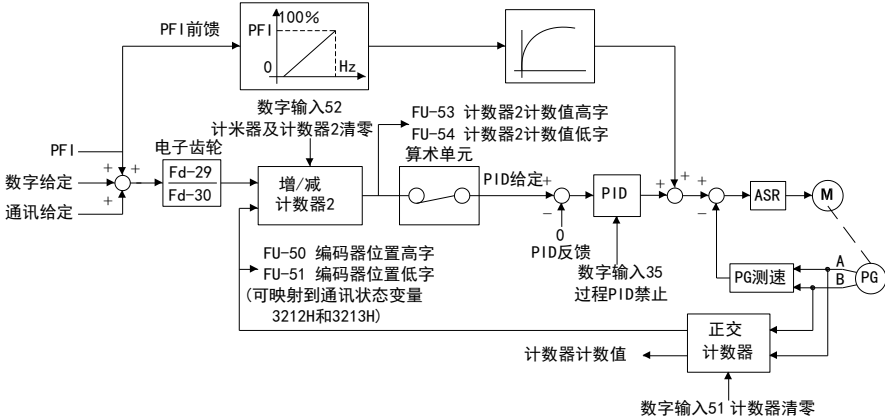 PFI前馈
100%
PFI
0
Hz
数字输入52
计米器及计数器2清零
FU-53 计数器2计数值高字
FU-54 计数器2计数值低字
PFI
电子齿轮
算术单元
数字给定
通讯给定
+
+
-
+
Fd-29
Fd-30
增/减
计数器2
PID给定
+
-
0
PID反馈
PID
+
+
+
-
ASR
M
FU-50 编码器位置高字
FU-51 编码器位置低字
(可映射到通讯状态变量
3212H和3213H)
数字输入35
过程PID禁止
PG测速
A
B
PG
正交
计数器
计数器计数值
数字输入51 计数器清零